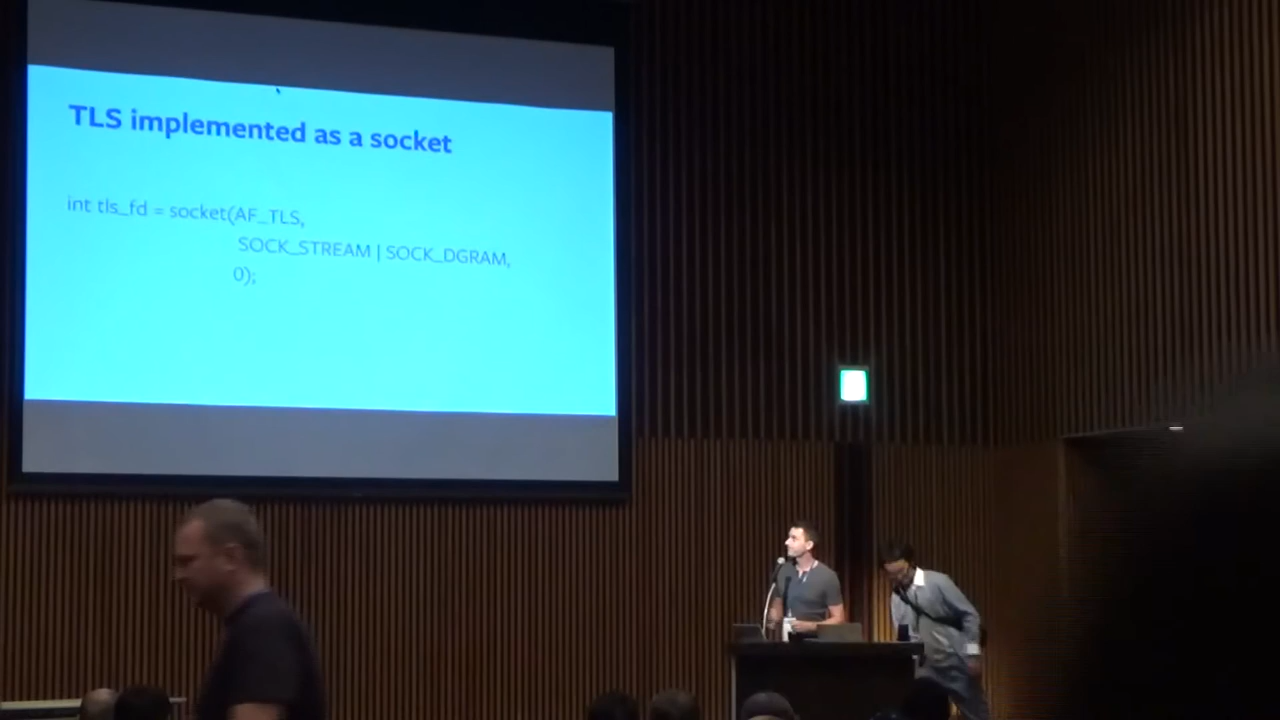 TLS implemented as a socket
int tls_fd = socket(AF_TLS,
SOCK_STREAM | SOCK_DGRAM,
0);